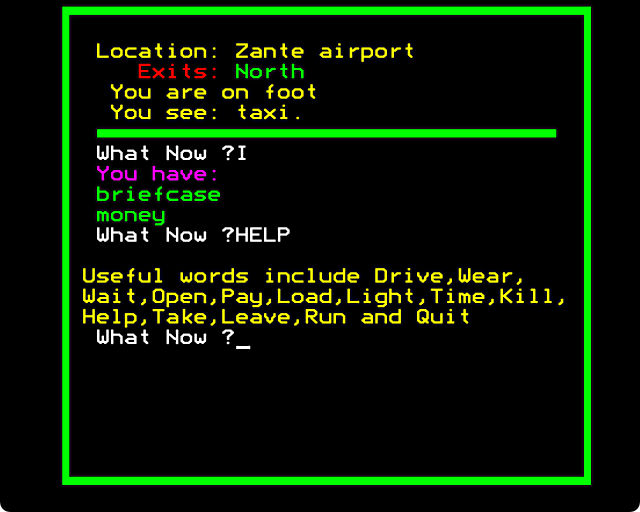 Location: Zante airport
Exits: North
You are on foot
You see: taxi.
What Now ?I
You have:
briefcase
money
What Now ?HELP
Useful words include Drive,Wear,
Wait,Open,Pay,Load,Light,Time,Kill,
Help,Take,Leave,Run and Quit
What Now ?_